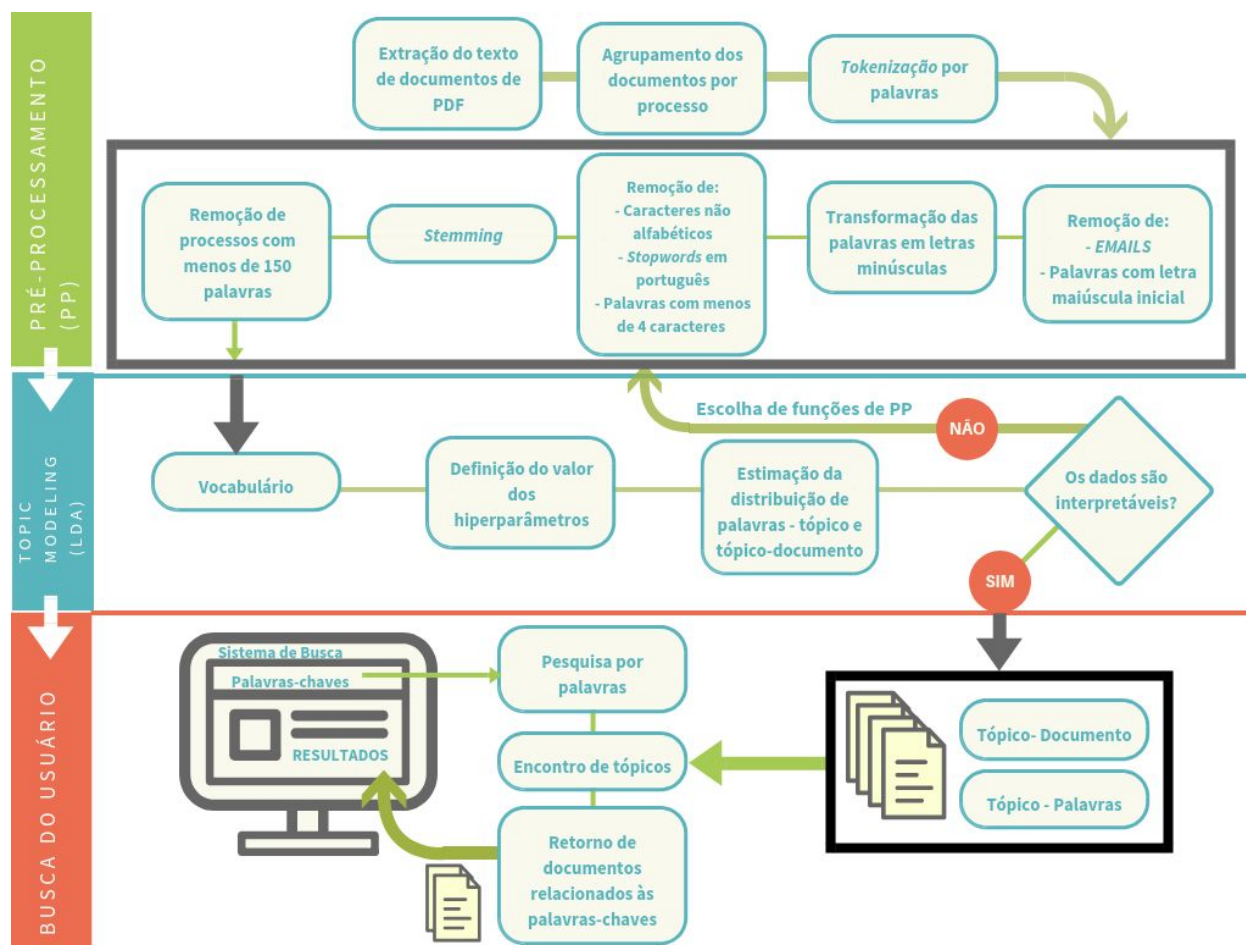 PRÉ-PROCESSAMENTO
(PP)
Extração do texto
de documentos de
PDF
Agrupamento dos
documentos por
processo
Tokenização por
palavras
Remoção de
processos com
menos de 150
palavras
Stemming
Remoção de:
- Caracteres não
alfabéticos
- Stopwords em
português
- Palavras com menos
de 4 caracteres
Transformação das
palavras em letras
minúsculas
Remoção de:
- EMAILS
- Palavras com letra
maiúscula inicial
TOPIC
MODELING
(LDA)
Escolha de funções de PP
NÃO
Vocabulário
Definição do valor
dos
hiperparâmetros
Estimação da
distribuição de
palavras - tópico e
tópico-documento
Os dados são
interpretáveis?
SIM
BUSCA DO USUÁRIO
Sistema de Busca
Palavras-chaves
RESULTADOS
Pesquisa por
palavras
Encontro de tópicos
Retorno de
documentos
relacionados às
palavras-chaves
Tópico- Documento
Tópico - Palavras